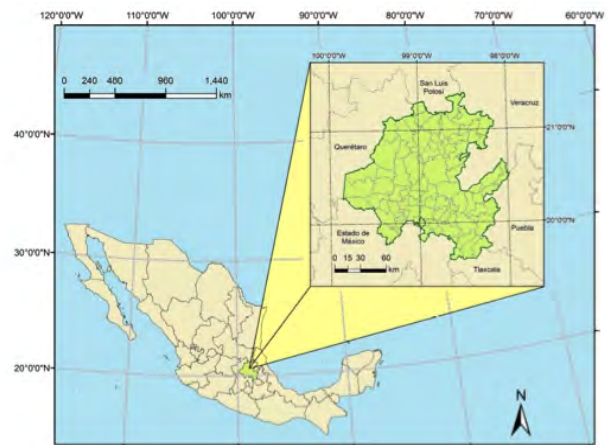 120°0'0"W 110°0'0"W 100°0'0"W 90°0'0"W 80°0'0"W 70°0'0"W 60°0'0"W
0 240 480 960 1,440
km
40°0'0"N
30°0'0"N
20°0'0"N
100°0'0"W 99°0'0"W 98°0'0"W
San Luis
Potosí
Veracruz
21°0'0"N
Querétaro
20°0'0"N
Puebla
Estado de
México
0 15 30 60
km
Tlaxcala
N